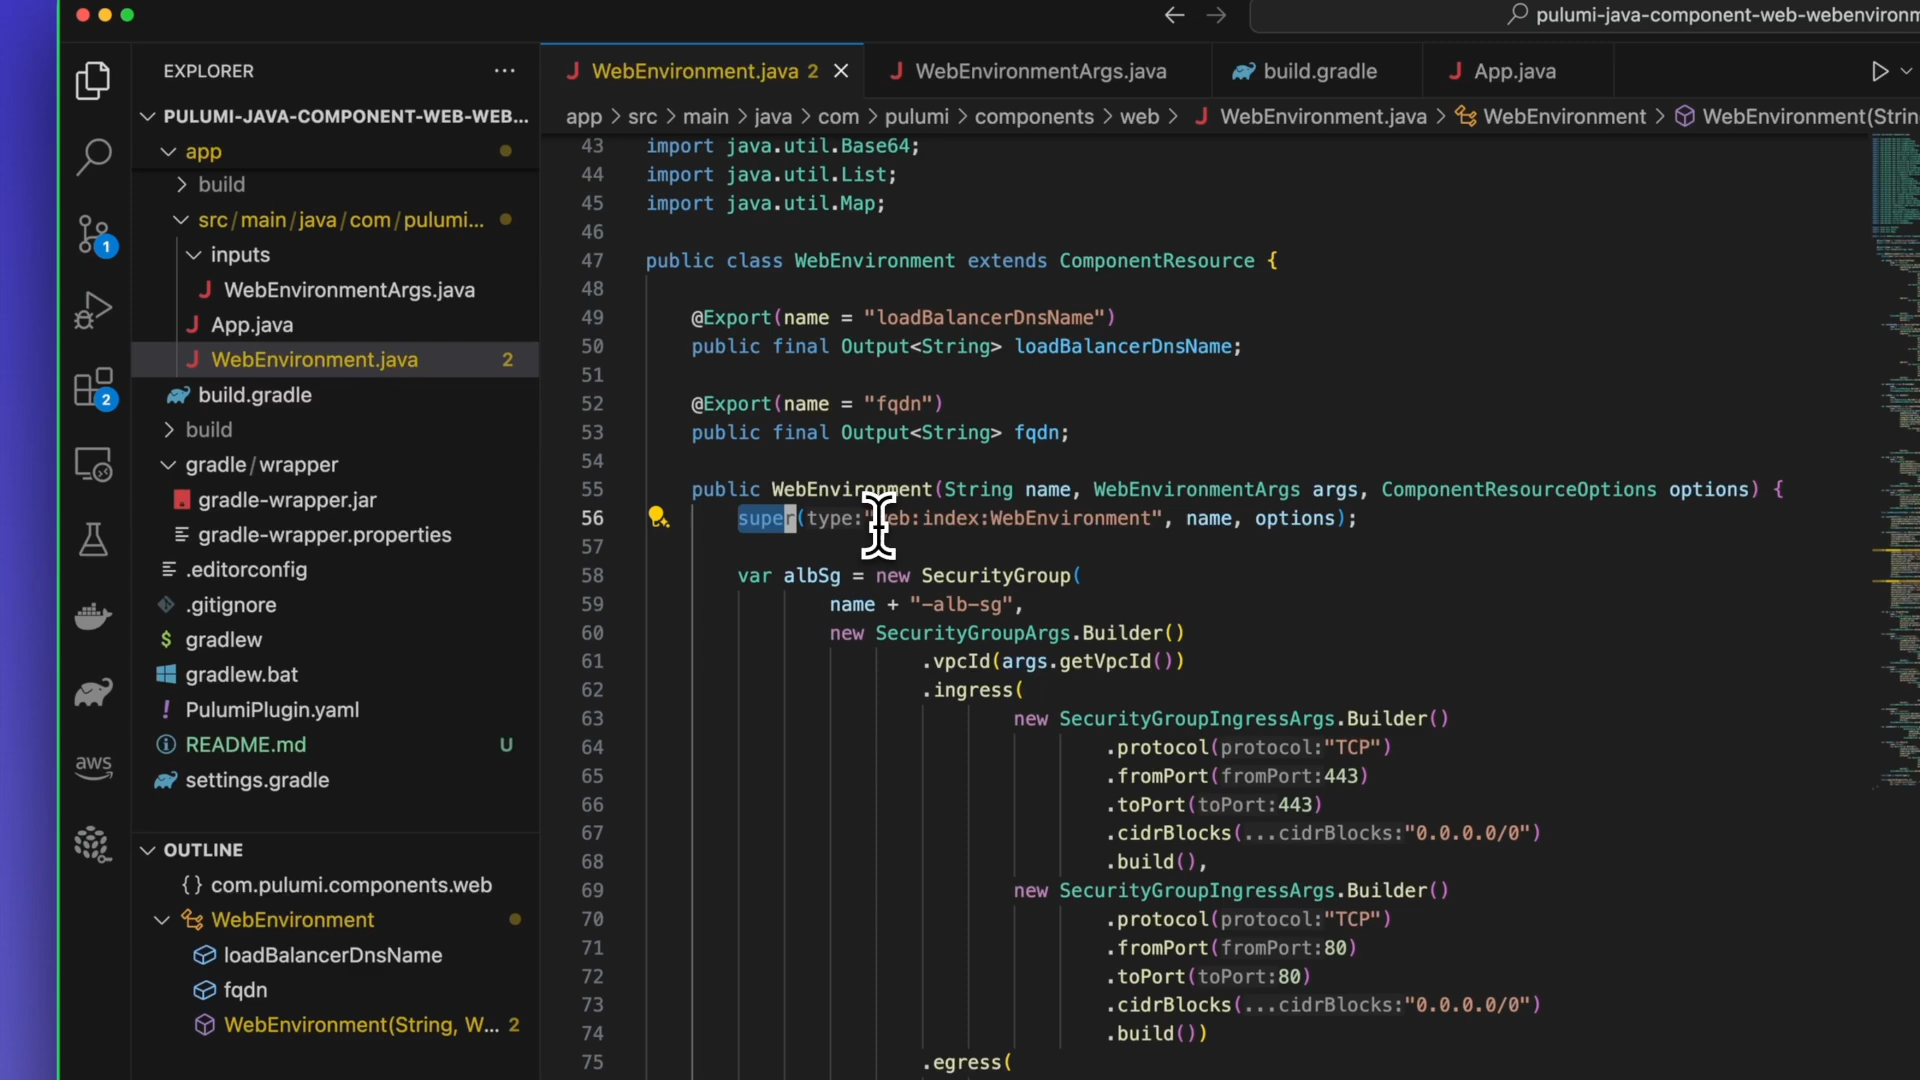 pulumi-java-component-web-webenvironm
EXPLORER
PULUMI-JAVA-COMPONENT-WEB-WEB...
app
build
src/main/java/com/pulumi...
inputs
WebEnvironmentArgs.java
App.java
WebEnvironment.java 2
build.gradle
build
gradle/wrapper
gradle-wrapper.jar
gradle-wrapper.properties
.editorconfig
.gitignore
$ gradlew
gradlew.bat
! PulumiPlugin.yaml
README.md U
settings.gradle
OUTLINE
{} com.pulumi.components.web
WebEnvironment
loadBalancerDnsName
fqdn
WebEnvironment(String, W... 2
1
2
aws
WebEnvironment.java 2
WebEnvironmentArgs.java
build.gradle
App.java
app > src > main > java > com > pulumi > components > web > WebEnvironment.java > WebEnvironment > WebEnvironment(Strin
43 import java.util.Base64;
44 import java.util.List;
45 import java.util.Map;
46
47 public class WebEnvironment extends ComponentResource {
48
49 @Export(name = "loadBalancerDnsName")
50 public final Output<String> loadBalancerDnsName;
51
52 @Export(name = "fqdn")
53 public final Output<String> fqdn;
54
55 public WebEnvironment(String name, WebEnvironmentArgs args, ComponentResourceOptions options) {
56 super(type:"web:index:WebEnvironment", name, options);
57
58 var albSg = new SecurityGroup(
59 name + "-alb-sg",
60 new SecurityGroupArgs.Builder()
61 .vpcId(args.getVpcId())
62 .ingress(
63 new SecurityGroupIngressArgs.Builder()
64 .protocol(protocol:"TCP")
65 .fromPort(fromPort:443)
66 .toPort(toPort:443)
67 .cidrBlocks(...cidrBlocks:"0.0.0.0/0")
68 .build(),
69 new SecurityGroupIngressArgs.Builder()
70 .protocol(protocol:"TCP")
71 .fromPort(fromPort:80)
72 .toPort(toPort:80)
73 .cidrBlocks(...cidrBlocks:"0.0.0.0/0")
74 .build())
75 .egress(